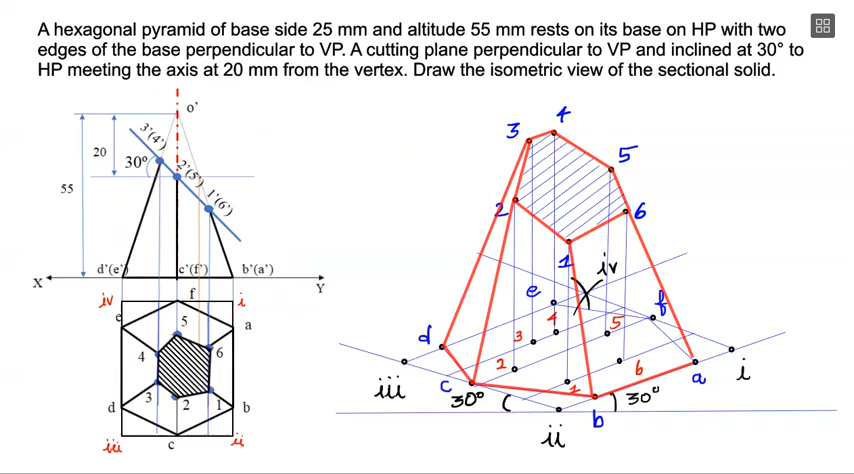 A hexagonal pyramid of base side 25 mm and altitude 55 mm rests on its base on HP with two
edges of the base perpendicular to VP. A cutting plane perpendicular to VP and inclined at 30° to
HP meeting the axis at 20 mm from the vertex. Draw the isometric view of the sectional solid.
o'
3'(4')
20
30°
2'(5')
55
1'(6')
d'(e')
c'(f')
b'(a')
X
Y
iv
f
i
e
5
a
4
6
3
2
1
d
b
iii
c
ii
4
3
5
2
6
1
iv
e
f
4
5
d
3
2
6
a
i
iii
c
1
30°
30°
b
ii